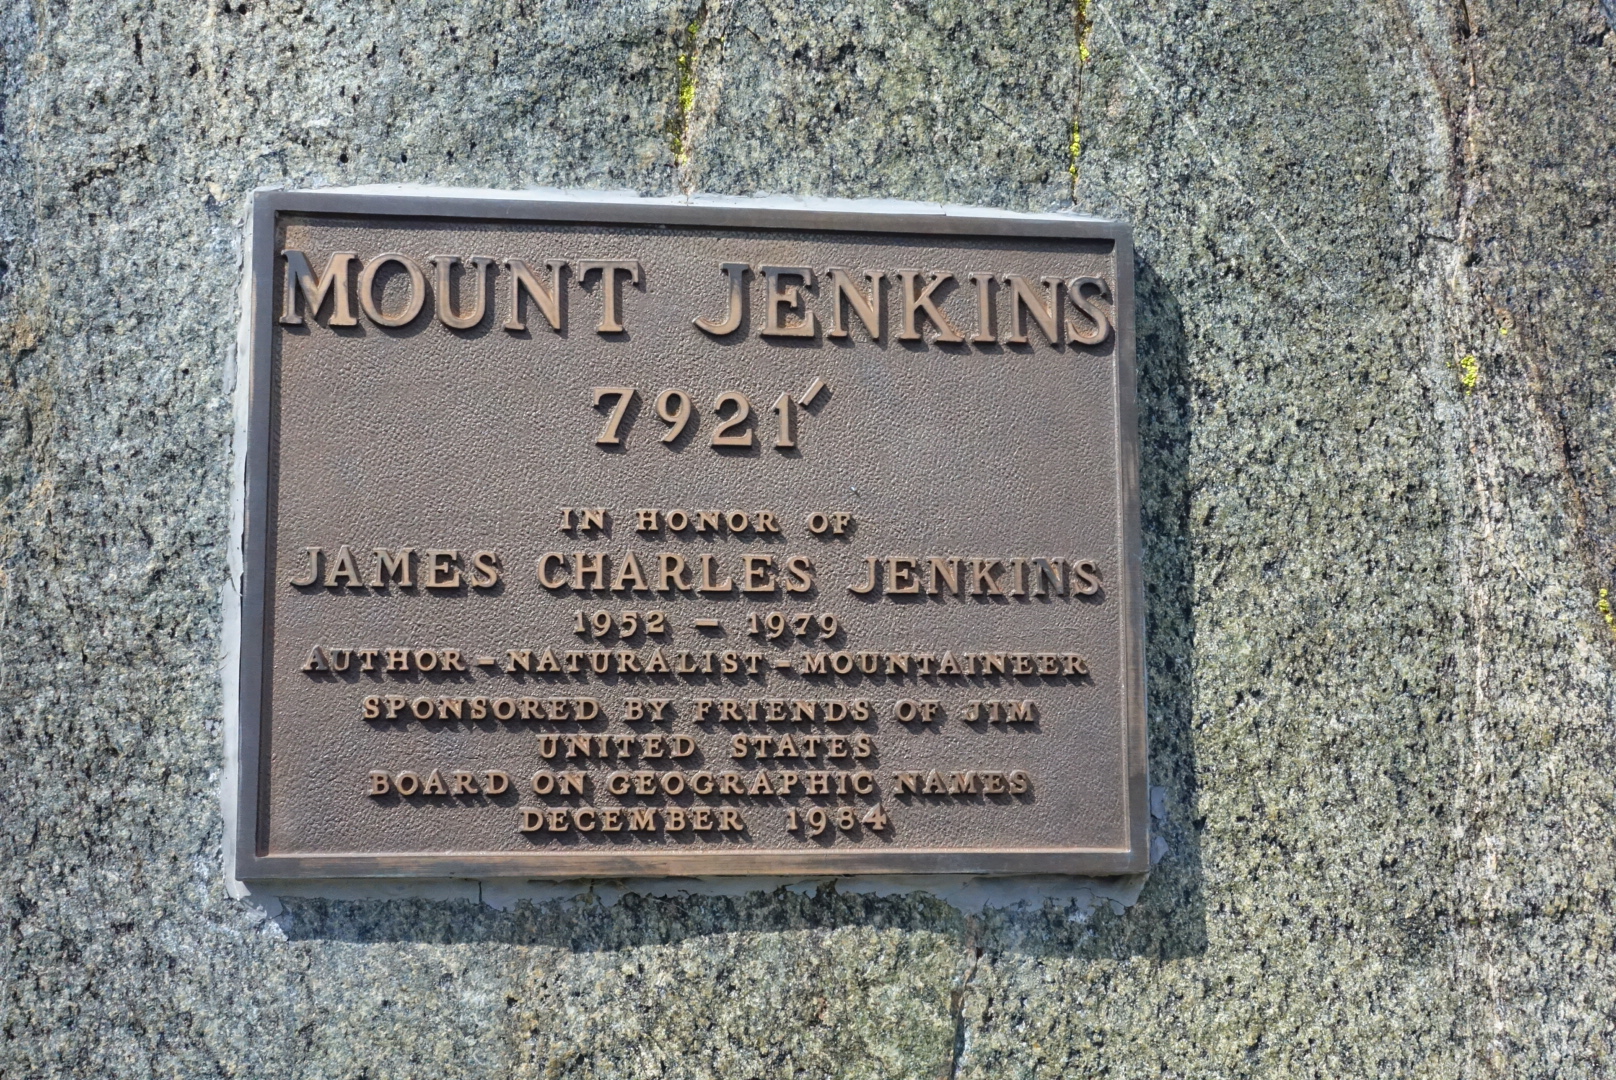 MOUNT JENKINS
7921'
IN HONOR OF
JAMES CHARLES JENKINS
1952 - 1979
AUTHOR-NATURALIST-MOUNTAINEER
SPONSORED BY FRIENDS OF JIM
UNITED STATES
BOARD ON GEOGRAPHIC NAMES
DECEMBER 1984